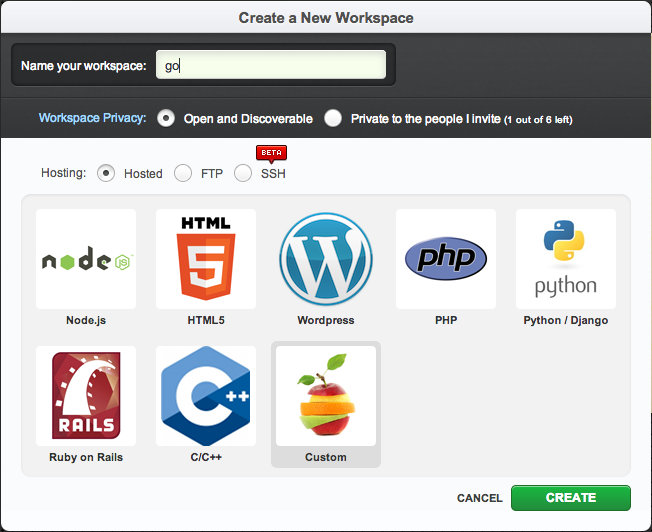 Create a New Workspace
Name your workspace: go
Workspace Privacy: Open and Discoverable Private to the people I invite (1 out of 6 left)
BETA
Hosting: Hosted FTP SSH
node JS HTML 5 W php python
Node.js HTML5 Wordpress PHP Python / Django
RAILS C++
Ruby on Rails C/C++ Custom
CANCEL CREATE